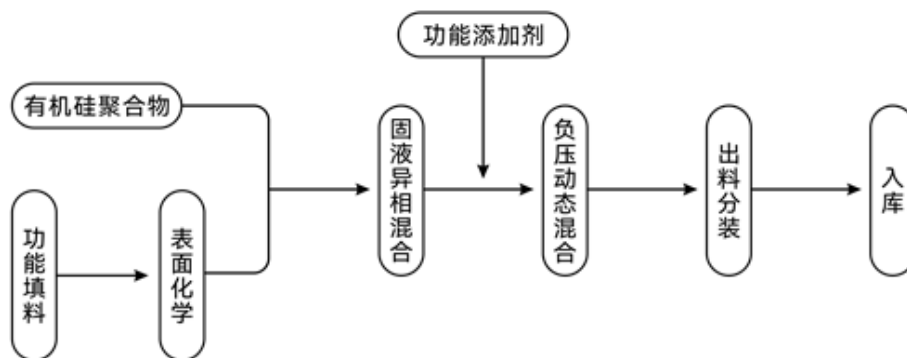 功能添加剂
有机硅聚合物
固液异相混合
负压动态混合
出料分装
入库
功能填料
表面化学